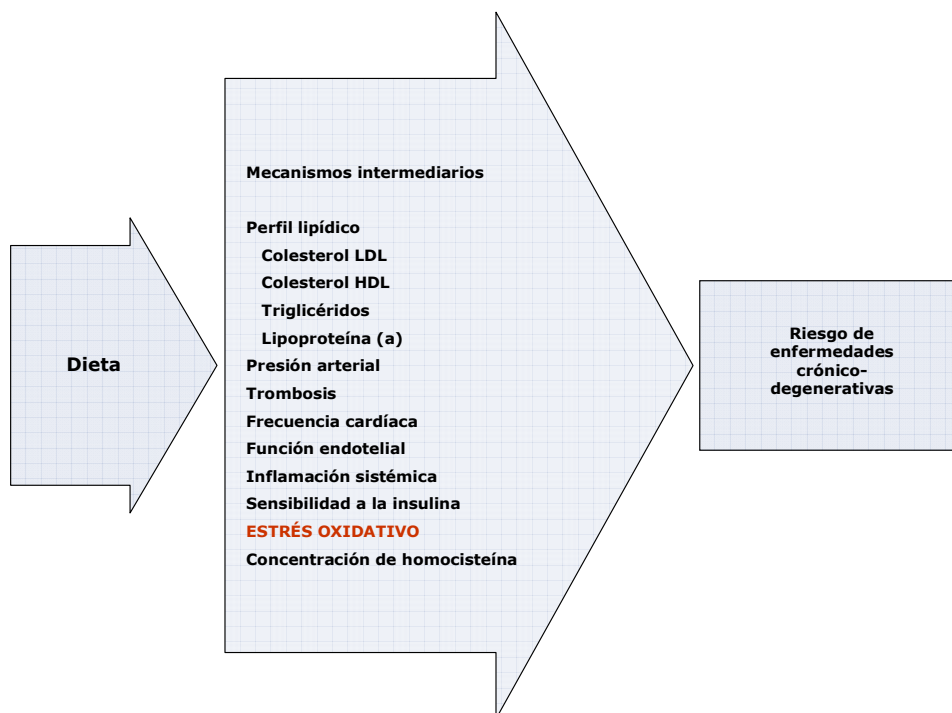 Dieta
Mecanismos intermediarios
Perfil lipídico
Colesterol LDL
Colesterol HDL
Triglicéridos
Lipoproteína (a)
Presión arterial
Trombosis
Frecuencia cardíaca
Función endotelial
Inflamación sistémica
Sensibilidad a la insulina
ESTRÉS OXIDATIVO
Concentración de homocisteína
Riesgo de
enfermedades
crónico-
degenerativas